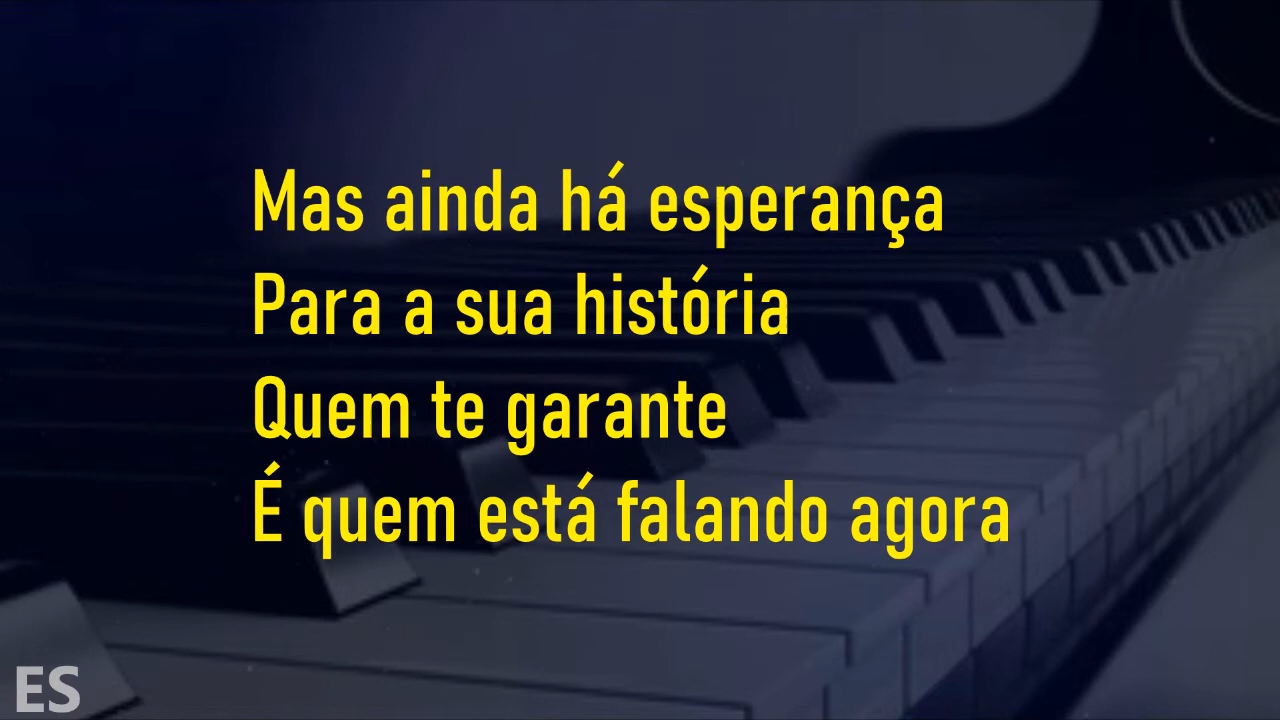 Mas ainda há esperança
Para a sua história
Quem te garante
É quem está falando agora
ES